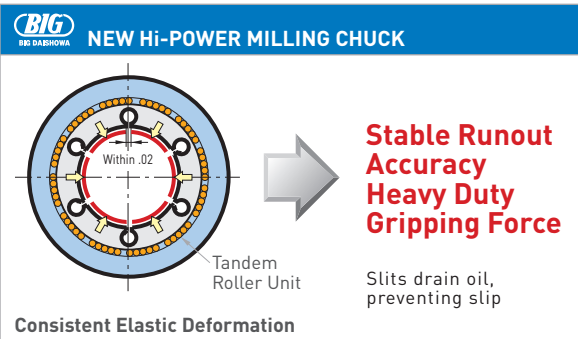 BIG
BIG DAISHOWA
NEW Hi-POWER MILLING CHUCK
Within .02
Tandem
Roller Unit
Consistent Elastic Deformation
Stable Runout
Accuracy
Heavy Duty
Gripping Force
Slits drain oil,
preventing slip